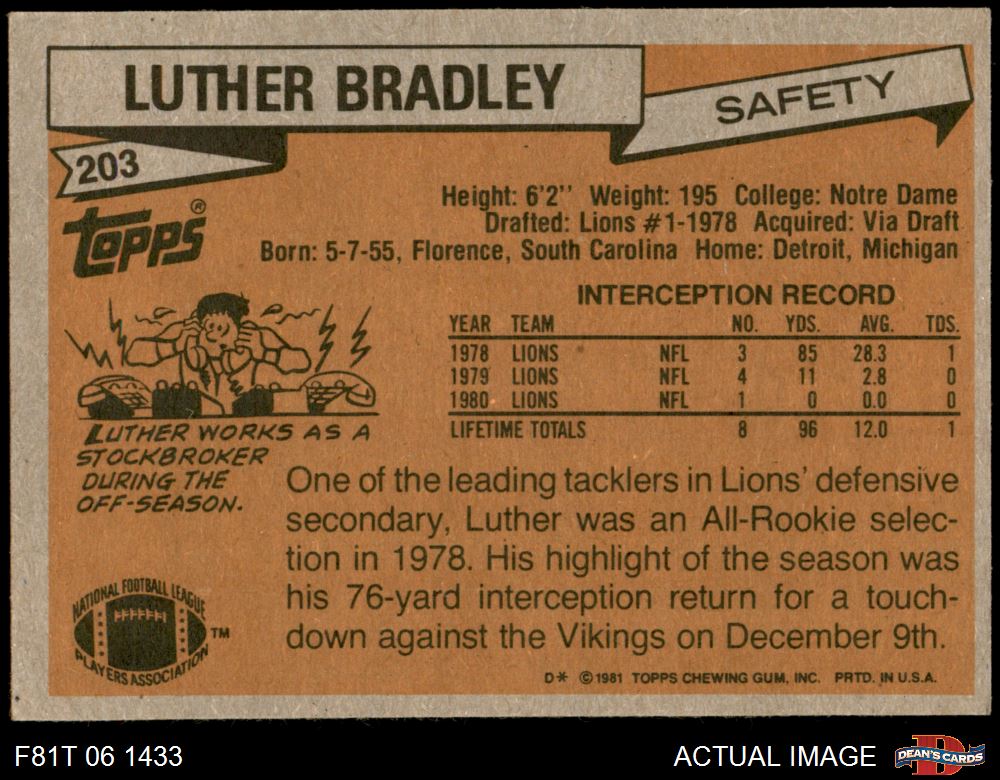 LUTHER BRADLEY
SAFETY
203
TOPPS®
Height: 6'2'' Weight: 195 College: Notre Dame
Drafted: Lions #1-1978 Acquired: Via Draft
Born: 5-7-55, Florence, South Carolina Home: Detroit, Michigan
INTERCEPTION RECORD
YEAR TEAM NO. YDS. AVG. TDS.
1978 LIONS NFL 3 85 28.3 1
1979 LIONS NFL 4 11 2.8 0
1980 LIONS NFL 1 0 0.0 0
LIFETIME TOTALS 8 96 12.0 1
LUTHER WORKS AS A
STOCKBROKER
DURING THE
OFF-SEASON.
One of the leading tacklers in Lions' defensive
secondary, Luther was an All-Rookie selec-
tion in 1978. His highlight of the season was
his 76-yard interception return for a touch-
down against the Vikings on December 9th.
NATIONAL FOOTBALL LEAGUE
PLAYERS ASSOCIATION
TM
D* ©1981 TOPPS CHEWING GUM, INC. PRTD. IN U.S.A.
F81T 06 1433
ACTUAL IMAGE
D
DEAN'S CARDS